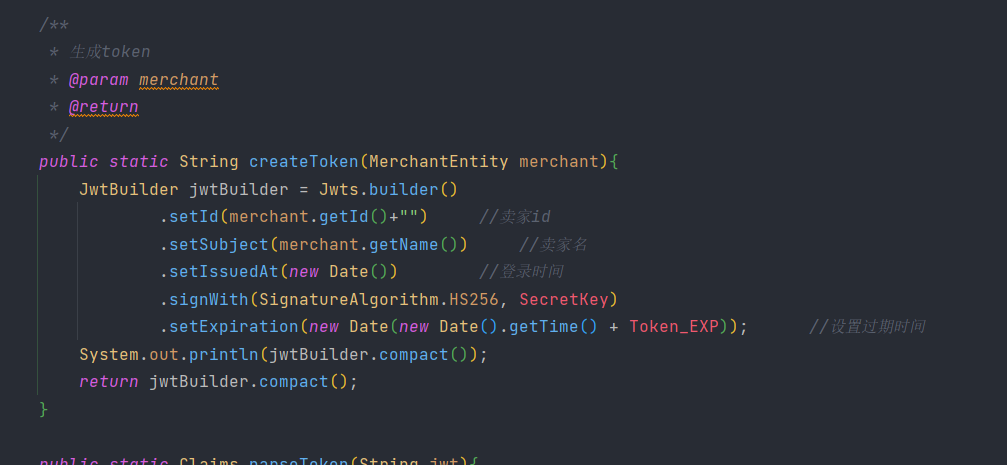 /**
 * 生成token
 * @param merchant
 * @return
 */
public static String createToken(MerchantEntity merchant){
    JwtBuilder jwtBuilder = Jwts.builder()
            .setId(merchant.getId()+"")     //卖家id
            .setSubject(merchant.getName())     //卖家名
            .setIssuedAt(new Date())        //登录时间
            .signWith(SignatureAlgorithm.HS256, SecretKey)
            .setExpiration(new Date(new Date().getTime() + Token_EXP));      //设置过期时间
    System.out.println(jwtBuilder.compact());
    return jwtBuilder.compact();
}
public static Claims parseToken(String jwt){